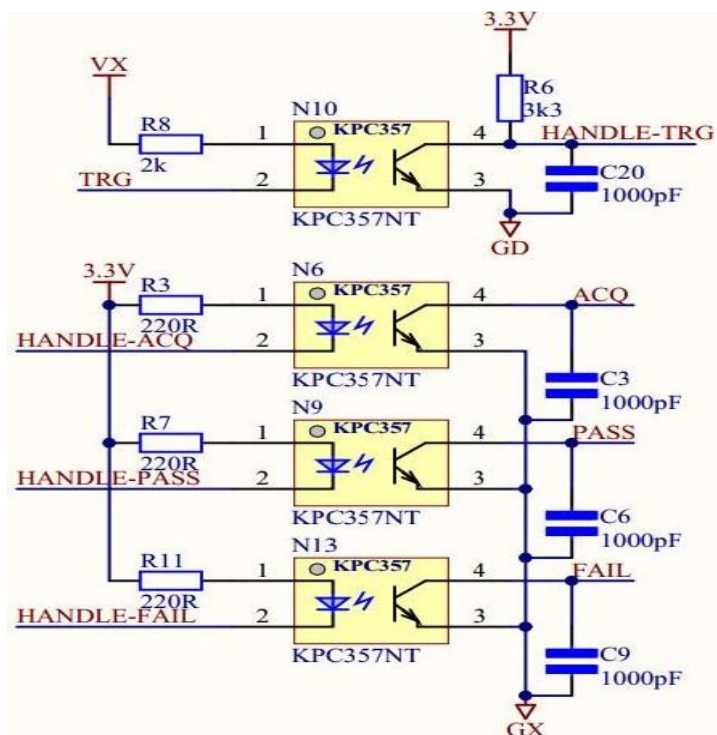 3.3V
VX
R6
3k3
N10
R8
1
KPC357
4
HANDLE-TRG
2k
C20
1000pF
TRG
2
3
KPC357NT
GD
3.3V
N6
R3
1
KPC357
4
ACQ
220R
HANDLE-ACQ
2
3
KPC357NT
C3
1000pF
N9
R7
1
KPC357
4
PASS
220R
HANDLE-PASS
2
3
KPC357NT
C6
1000pF
N13
R11
1
KPC357
4
FAIL
220R
HANDLE-FAIL
2
3
KPC357NT
C9
1000pF
GX